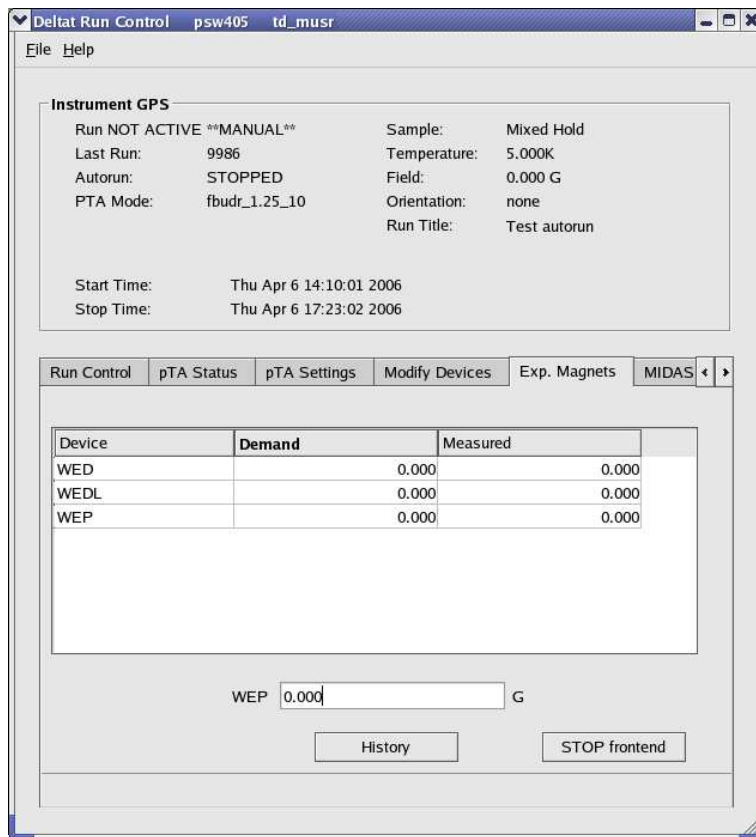 Deltat Run Control psw405 td_musr
File Help
Instrument GPS
Run NOT ACTIVE **MANUAL** Sample: Mixed Hold
Last Run: 9986 Temperature: 5.000K
Autorun: STOPPED Field: 0.000 G
PTA Mode: fbudr_1.25_10 Orientation: none
Run Title: Test autorun
Start Time: Thu Apr 6 14:10:01 2006
Stop Time: Thu Apr 6 17:23:02 2006
Run Control pTA Status pTA Settings Modify Devices Exp. Magnets MIDAS
Device Demand Measured
WED 0.000 0.000
WEDL 0.000 0.000
WEP 0.000 0.000
WEP 0.000 G
History STOP frontend